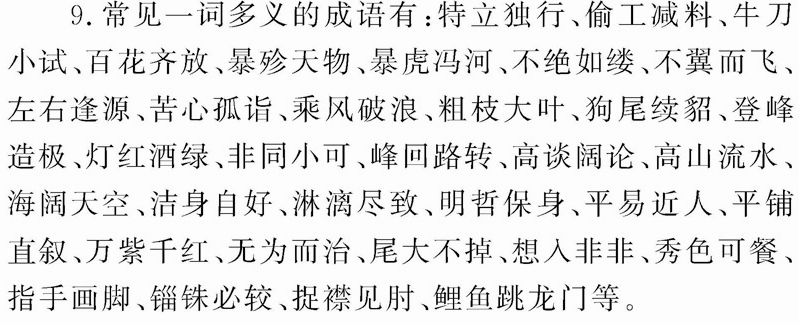 9.常见一词多义的成语有:特立独行、偷工减料、牛刀
小试、百花齐放、暴殄天物、暴虎冯河、不绝如缕、不翼而飞、
左右逢源、苦心孤诣、乘风破浪、粗枝大叶、狗尾续貂、登峰
造极、灯红酒绿、非同小可、峰回路转、高谈阔论、高山流水、
海阔天空、洁身自好、淋漓尽致、明哲保身、平易近人、平铺
直叙、万紫千红、无为而治、尾大不掉、想入非非、秀色可餐、
指手画脚、锱铢必较、捉襟见肘、鲤鱼跳龙门等。